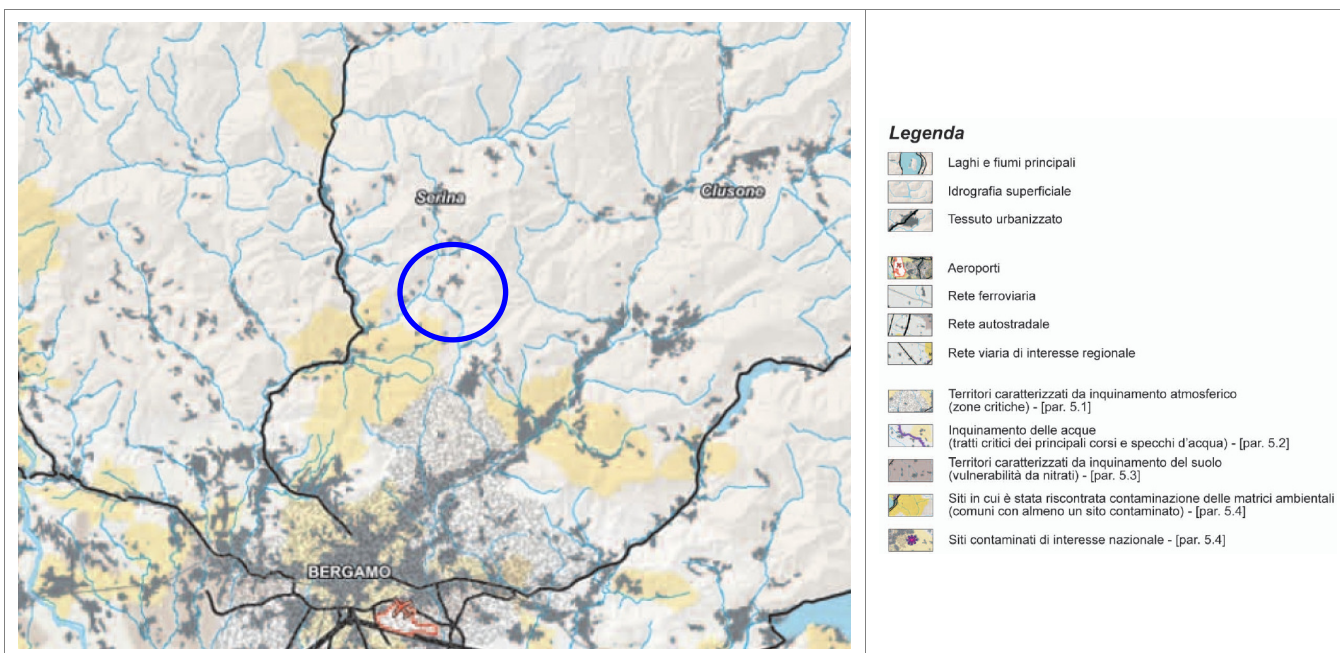 Serina
Clusone
BERGAMO
Legenda
Laghi e fiumi principali
Idrografia superficiale
Tessuto urbanizzato
Aeroporti
Rete ferroviaria
Rete autostradale
Rete viaria di interesse regionale
Territori caratterizzati da inquinamento atmosferico
(zone critiche) - [par. 5.1]
Inquinamento delle acque
(tratti critici dei principali corsi e specchi d'acqua) - [par. 5.2]
Territori caratterizzati da inquinamento del suolo
(vulnerabilità da nitrati) - [par. 5.3]
Siti in cui è stata riscontrata contaminazione delle matrici ambientali
(comuni con almeno un sito contaminato) - [par. 5.4]
Siti contaminati di interesse nazionale - [par. 5.4]